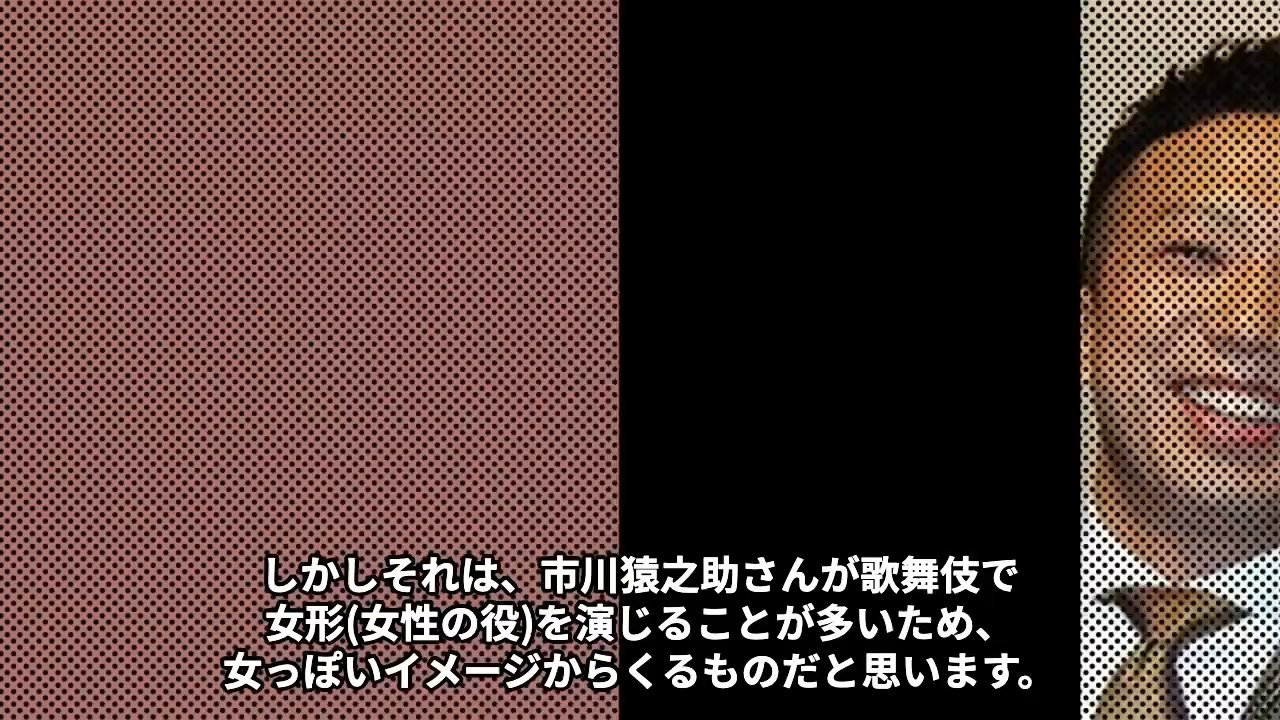 しかしそれは、市川猿之助さんが歌舞伎で
女形(女性の役)を演じることが多いため、
女っぽいイメージからくるものだと思います。